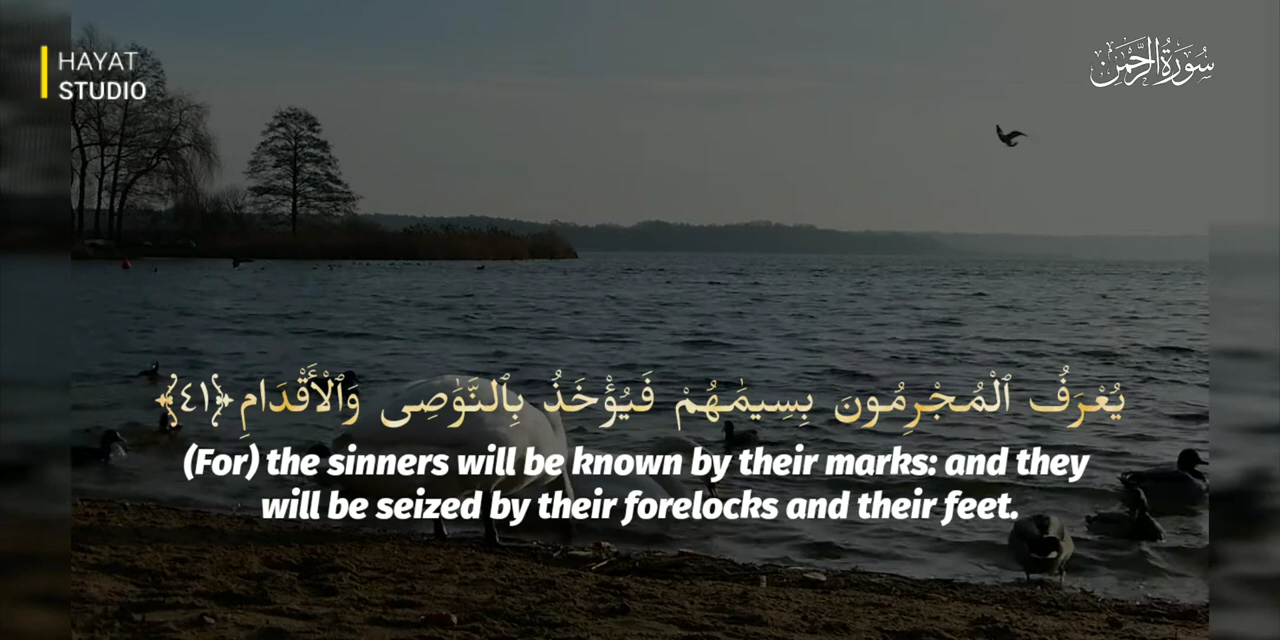 HAYAT
STUDIO
سُورَةُ الرَّحْمٰن
يُعْرَفُ ٱلْمُجْرِمُونَ بِسِيمَٰهُمْ فَيُؤْخَذُ بِٱلنَّوَٰصِى وَٱلْأَقْدَامِ ﴿٤١﴾
(For) the sinners will be known by their marks: and they
will be seized by their forelocks and their feet.